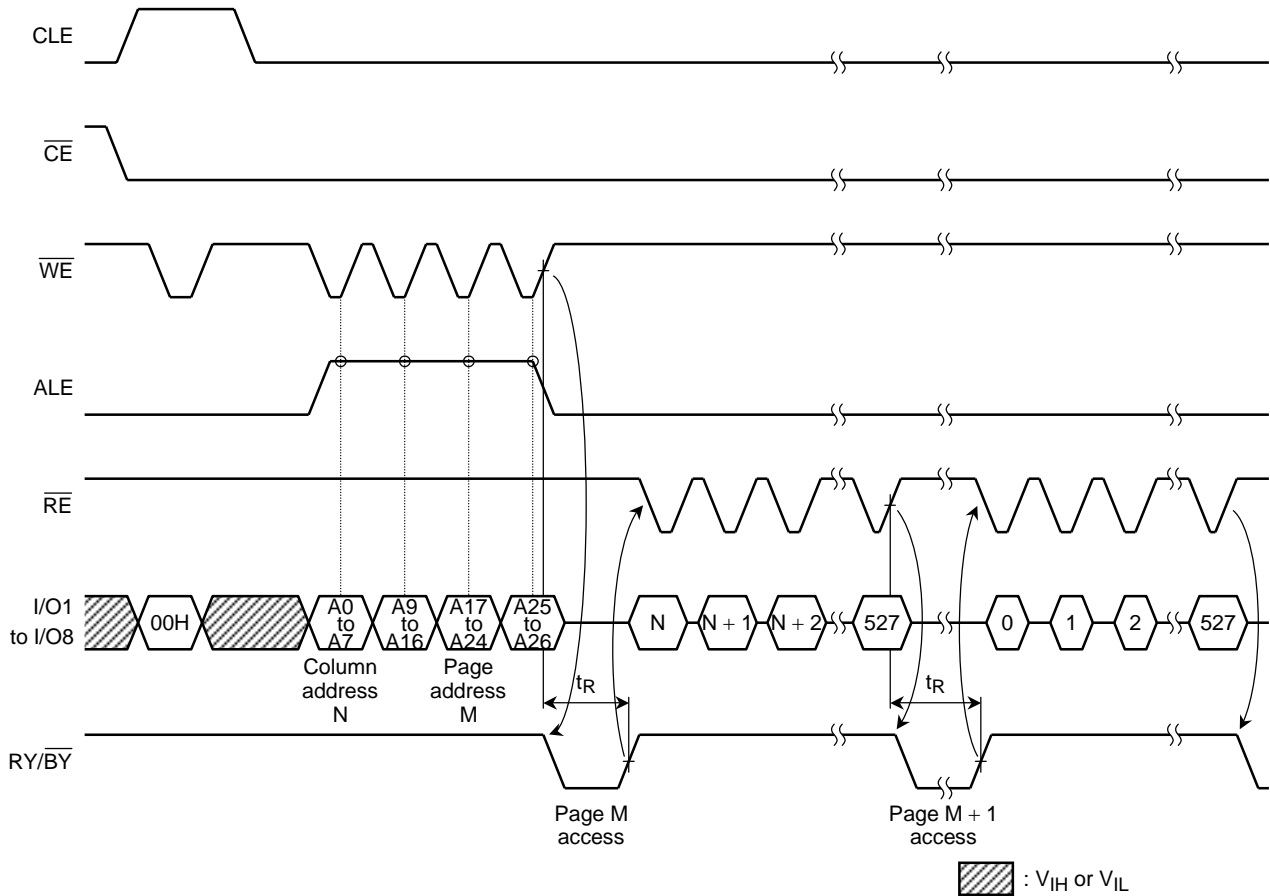 CLE
CE
WE
ALE
RE
I/O1
to I/O8
00H
A0
to
A7
A9
to
A16
A17
to
A24
A25
to
A26
N
N + 1
N + 2
527
0
1
2
527
Column
address
N
Page
address
M
tR
tR
RY/BY
Page M
access
Page M + 1
access
: VIH or VIL